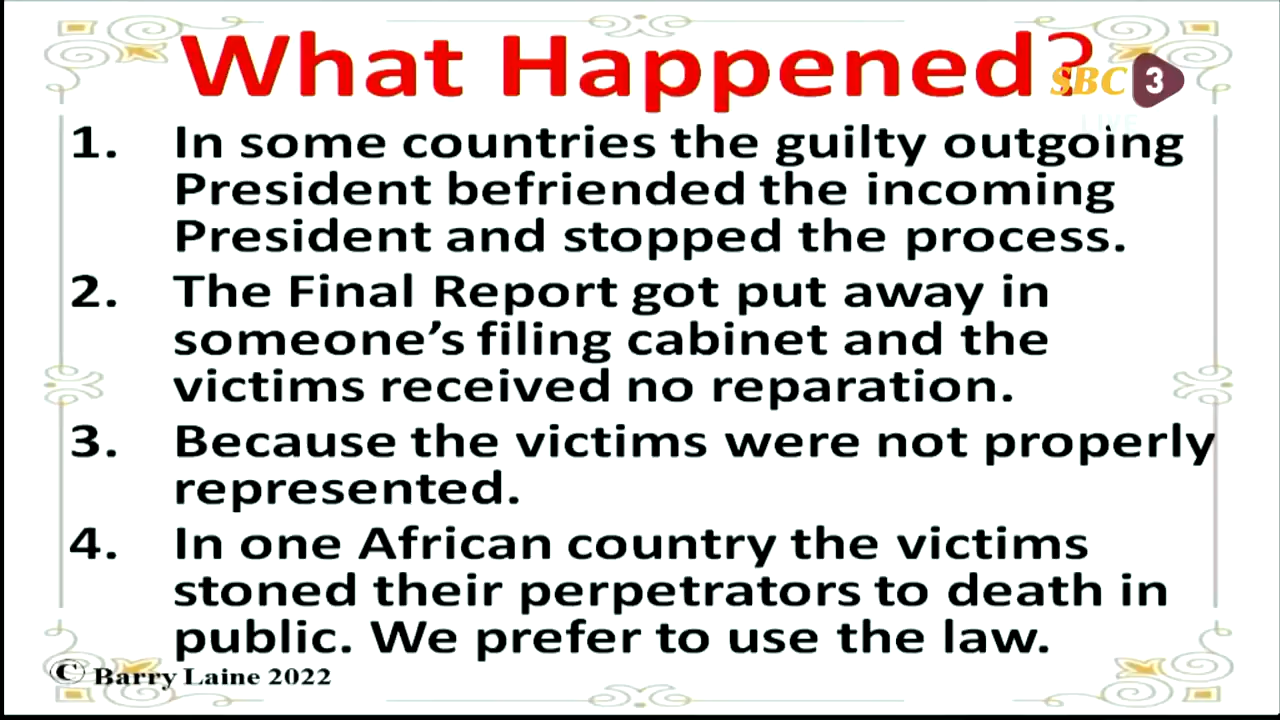 What Happened?
SBC 3
LIVE
1. In some countries the guilty outgoing
President befriended the incoming
President and stopped the process.
2. The Final Report got put away in
someone’s filing cabinet and the
victims received no reparation.
3. Because the victims were not properly
represented.
4. In one African country the victims
stoned their perpetrators to death in
public. We prefer to use the law.
© Barry Laine 2022